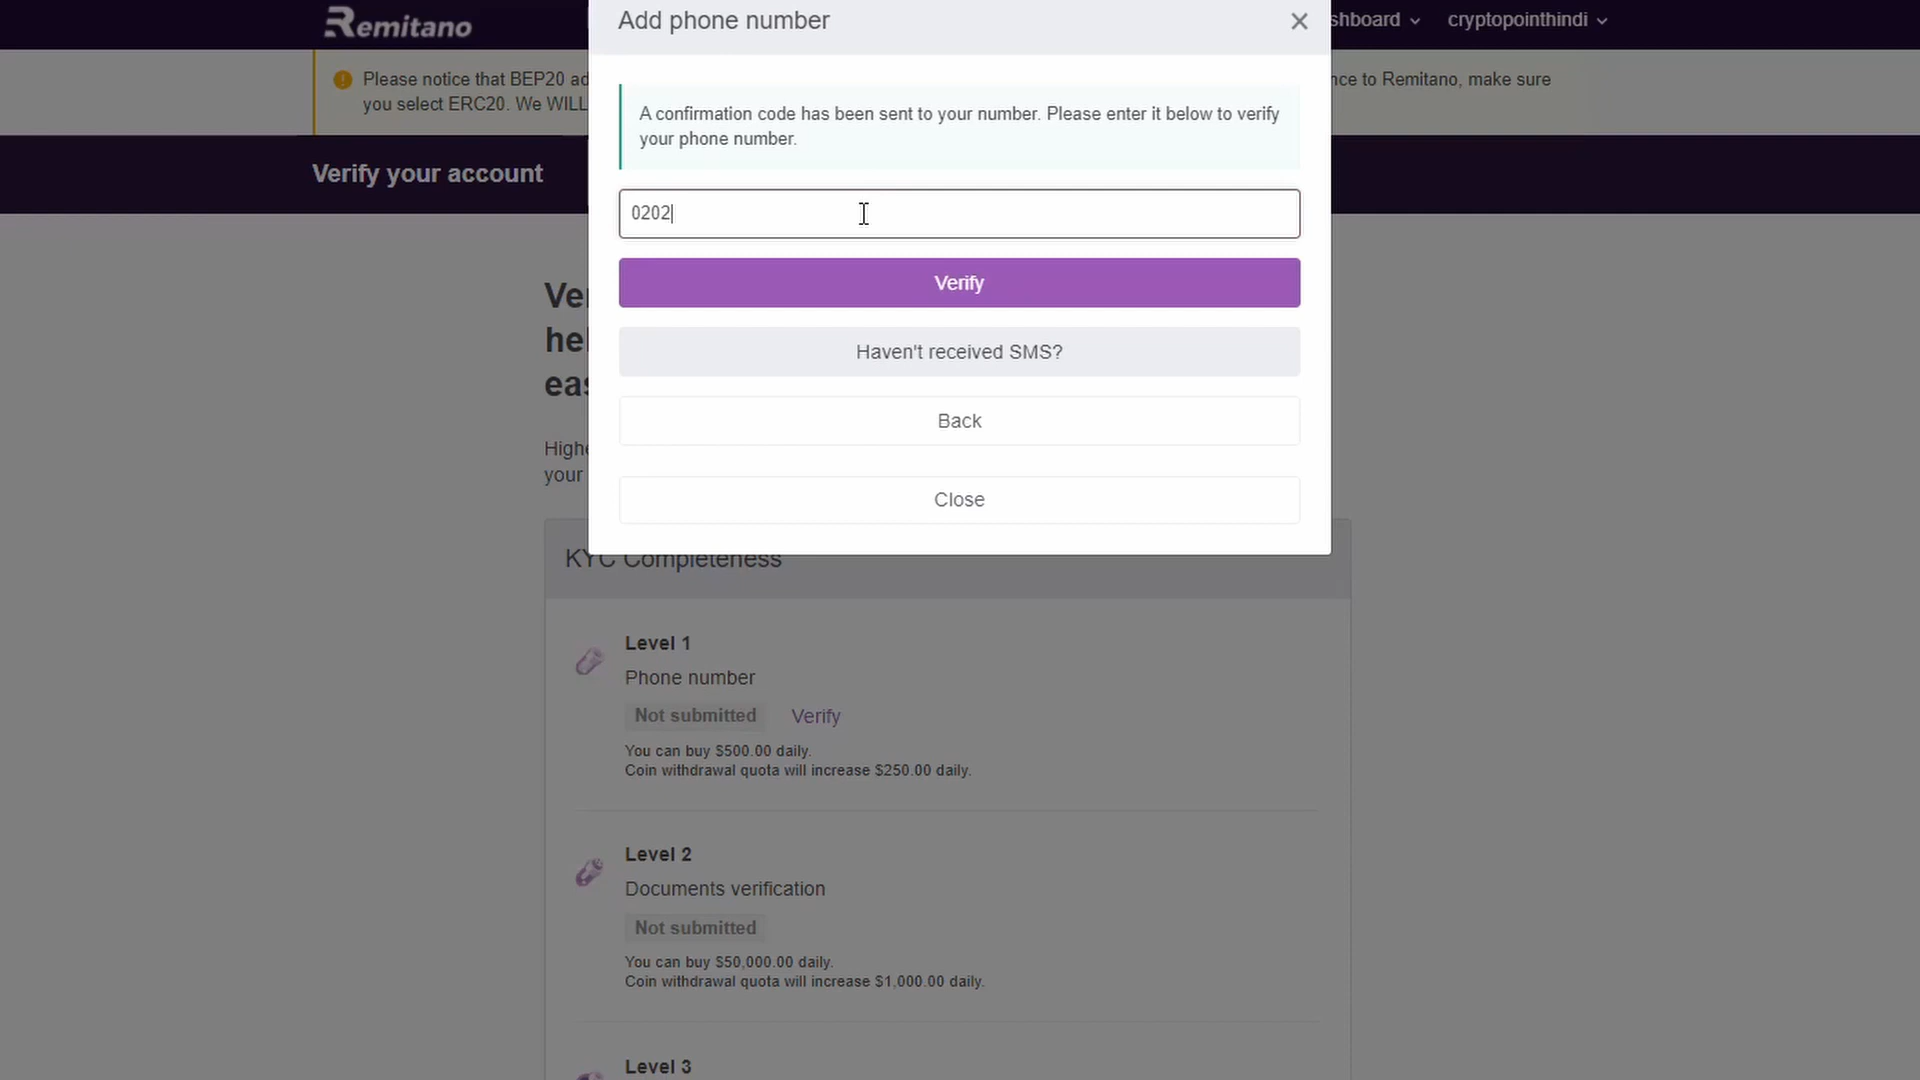 Add phone number
×
Remitano
shboard
cryptopointhindi
Please notice that BEP20 ad
nce to Remitano, make sure
you select ERC20. We WILL
A confirmation code has been sent to your number. Please enter it below to verify
your phone number.
Verify your account
0202
Verify
Haven't received SMS?
Back
Close
Ve
hel
eas
Highe
your
KYC Completeness
Level 1
Phone number
Not submitted Verify
You can buy $500.00 daily.
Coin withdrawal quota will increase $250.00 daily.
Level 2
Documents verification
Not submitted
You can buy $50,000.00 daily.
Coin withdrawal quota will increase $1,000.00 daily.
Level 3